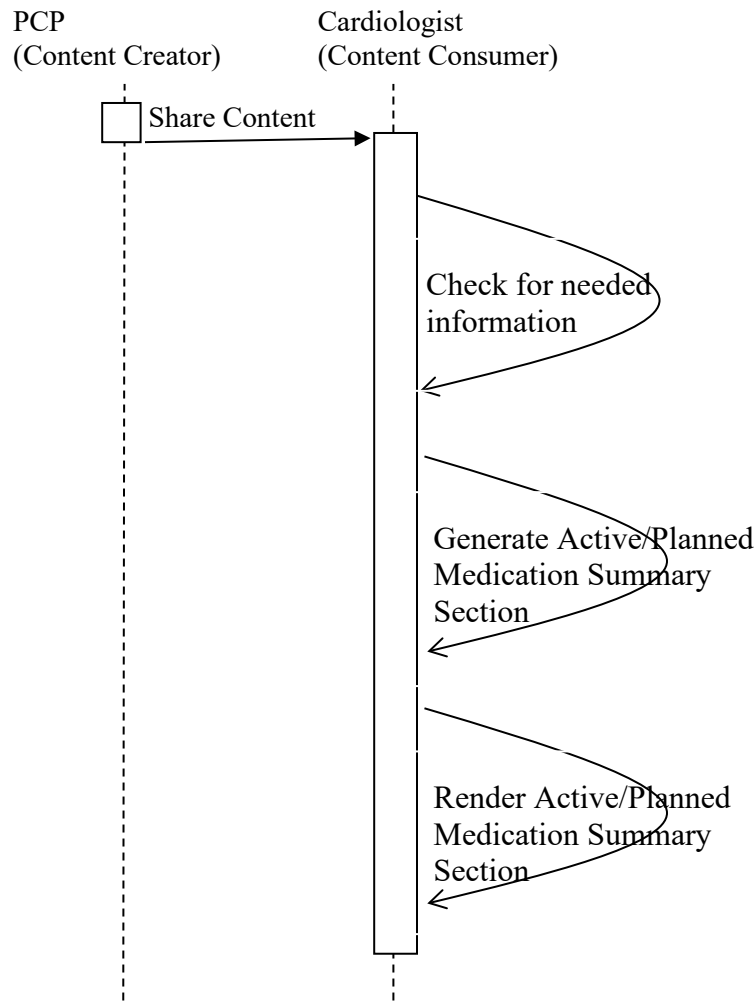 PCP
(Content Creator)
Cardiologist
(Content Consumer)
Share Content
Check for needed
information
Generate Active/Planned
Medication Summary
Section
Render Active/Planned
Medication Summary
Section